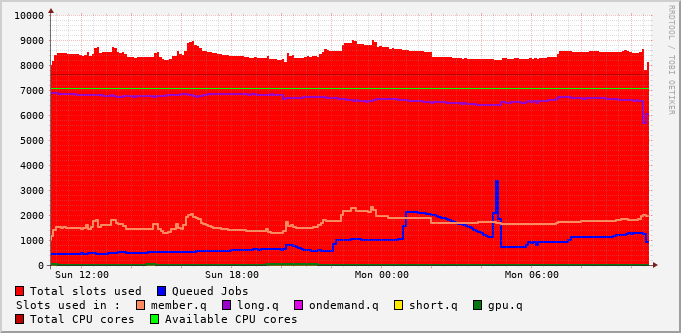 10000
9000
8000
7000
6000
5000
4000
3000
2000
1000
0
Sun 12:00 Sun 18:00 Mon 00:00 Mon 06:00
RRDTOOL / TOBI OETIKER
Total slots used Queued Jobs
Slots used in : member.q long.q ondemand.q short.q gpu.q
Total CPU cores Available CPU cores